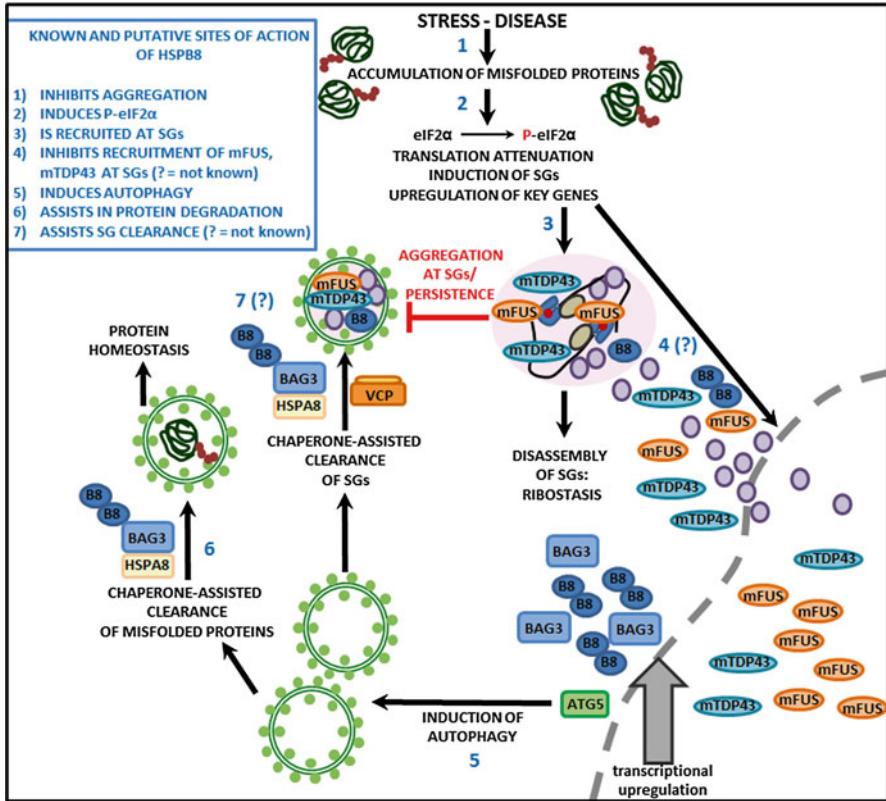 KNOWN AND PUTATIVE SITES OF ACTION
OF HSPB8
1) INHIBITS AGGREGATION
2) INDUCES P-eIF2α
3) IS RECRUITED AT SGs
4) INHIBITS RECRUITMENT OF mFUS,
mTDP43 AT SGs (? = not known)
5) INDUCES AUTOPHAGY
6) ASSISTS IN PROTEIN DEGRADATION
7) ASSISTS SG CLEARANCE (? = not known)
STRESS - DISEASE
1
ACCUMULATION OF MISFOLDED PROTEINS
2
eIF2α P-eIF2α
TRANSLATION ATTENUATION
INDUCTION OF SGs
UPREGULATION OF KEY GENES
3
AGGREGATION
AT SGs/
PERSISTENCE
mTDP43
mFUS
mFUS
mTDP43
B8
4 (?)
B8
B8
mTDP43
mFUS
mFUS
mTDP43
mTDP43
DISASSEMBLY
OF SGs:
RIBOSTASIS
mFUS
mTDP43
B8
7 (?)
B8
B8
BAG3
HSPA8
VCP
CHAPERONE-ASSISTED
CLEARANCE
OF SGs
PROTEIN
HOMEOSTASIS
B8
B8
BAG3
HSPA8
6
CHAPERONE-ASSISTED
CLEARANCE
OF MISFOLDED PROTEINS
BAG3
B8
B8
B8
B8
BAG3
BAG3
B8
B8
ATG5
INDUCTION OF
AUTOPHAGY
5
mTDP43
mFUS
mFUS
mFUS
mTDP43
mFUS
mTDP43
mFUS
mFUS
transcriptional
upregulation